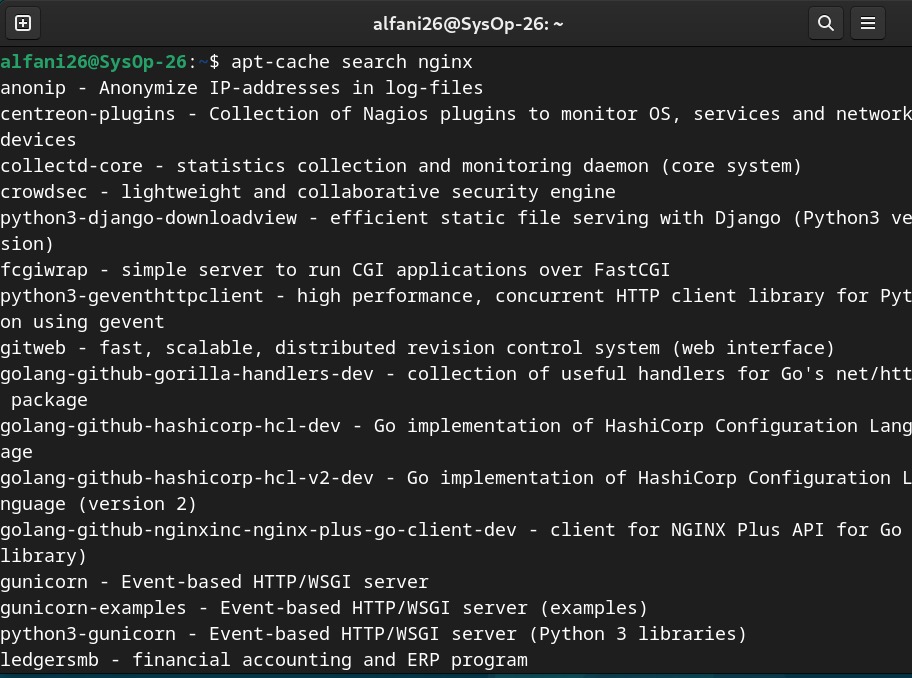 alfani26@SysOp-26: ~
alfani26@SysOp-26:~$ apt-cache search nginx
anonip - Anonymize IP-addresses in log-files
centreon-plugins - Collection of Nagios plugins to monitor OS, services and network
devices
collectd-core - statistics collection and monitoring daemon (core system)
crowdsec - lightweight and collaborative security engine
python3-django-downloadview - efficient static file serving with Django (Python3 ve
sion)
fcgiwrap - simple server to run CGI applications over FastCGI
python3-geventhttpclient - high performance, concurrent HTTP client library for Pyt
on using gevent
gitweb - fast, scalable, distributed revision control system (web interface)
golang-github-gorilla-handlers-dev - collection of useful handlers for Go's net/htt
 package
golang-github-hashicorp-hcl-dev - Go implementation of HashiCorp Configuration Lang
age
golang-github-hashicorp-hcl-v2-dev - Go implementation of HashiCorp Configuration L
nguage (version 2)
golang-github-nginxinc-nginx-plus-go-client-dev - client for NGINX Plus API for Go
library)
gunicorn - Event-based HTTP/WSGI server
gunicorn-examples - Event-based HTTP/WSGI server (examples)
python3-gunicorn - Event-based HTTP/WSGI server (Python 3 libraries)
ledgersmb - financial accounting and ERP program